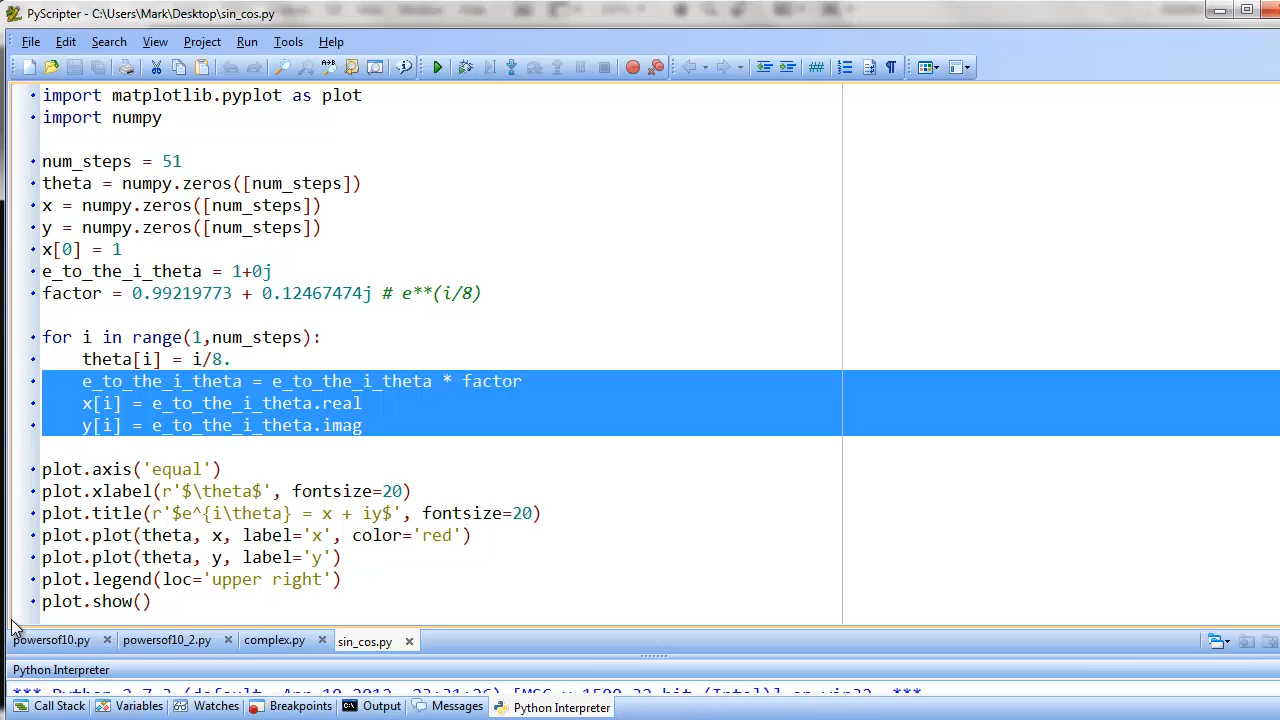 PyScripter - C:\Users\Mark\Desktop\sin_cos.py
File Edit Search View Project Run Tools Help
import matplotlib.pyplot as plot
import numpy
num_steps = 51
theta = numpy.zeros([num_steps])
x = numpy.zeros([num_steps])
y = numpy.zeros([num_steps])
x[0] = 1
e_to_the_i_theta = 1+0j
factor = 0.99219773 + 0.12467474j # e**(i/8)
for i in range(1,num_steps):
theta[i] = i/8.
e_to_the_i_theta = e_to_the_i_theta * factor
x[i] = e_to_the_i_theta.real
y[i] = e_to_the_i_theta.imag
plot.axis('equal')
plot.xlabel(r'$\theta$', fontsize=20)
plot.title(r'$e^{i\theta} = x + iy$', fontsize=20)
plot.plot(theta, x, label='x', color='red')
plot.plot(theta, y, label='y')
plot.legend(loc='upper right')
plot.show()
powersof10.py powersof10_2.py complex.py sin_cos.py
Python Interpreter
*** Python 2.7.3 (default, Apr 10 2012, 23:31:26) [MSC v.1500 32 bit (Intel)] on win32. ***
Call Stack Variables Watches Breakpoints Output Messages Python Interpreter